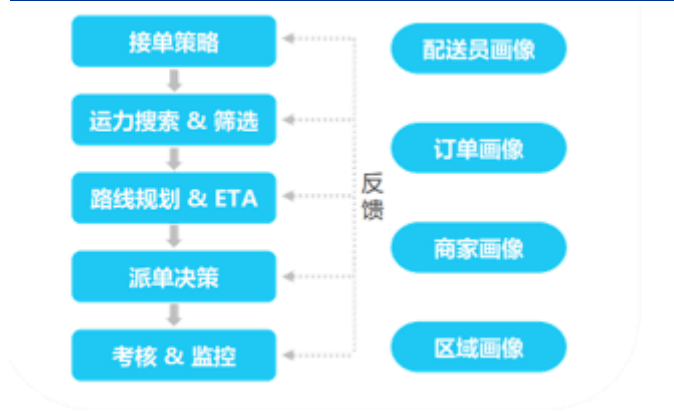 接单策略
运力搜索 & 筛选
路线规划 & ETA
派单决策
考核 & 监控
反
馈
配送员画像
订单画像
商家画像
区域画像